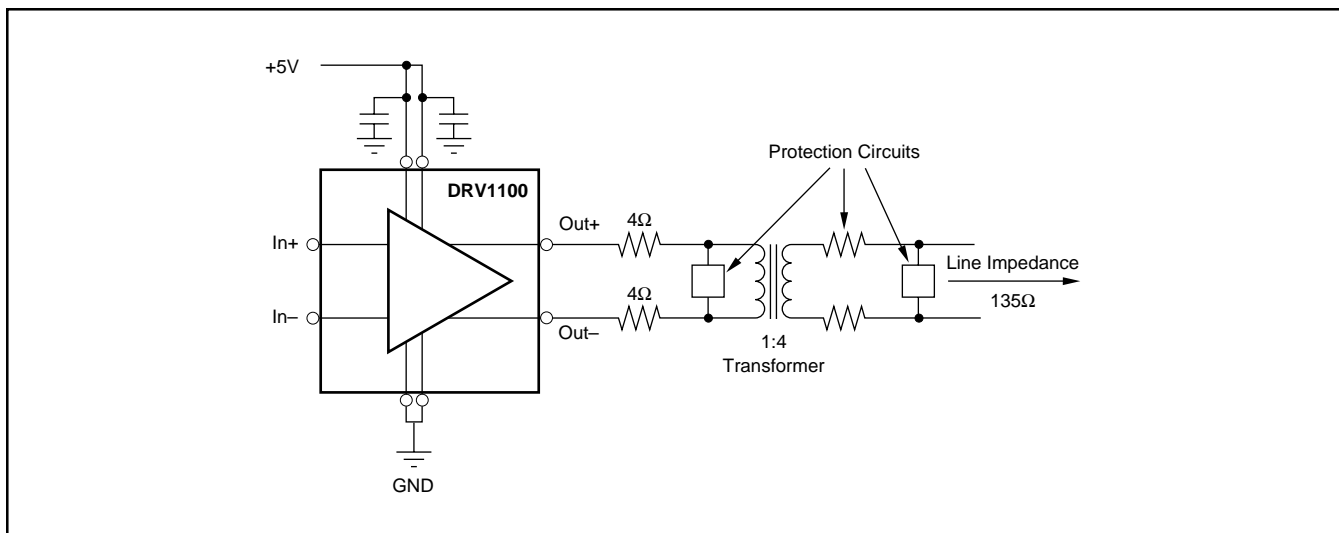 +5V
Protection Circuits
DRV1100
Out+
4Ω
In+
Line Impedance
135Ω
4Ω
In–
Out–
1:4
Transformer
GND